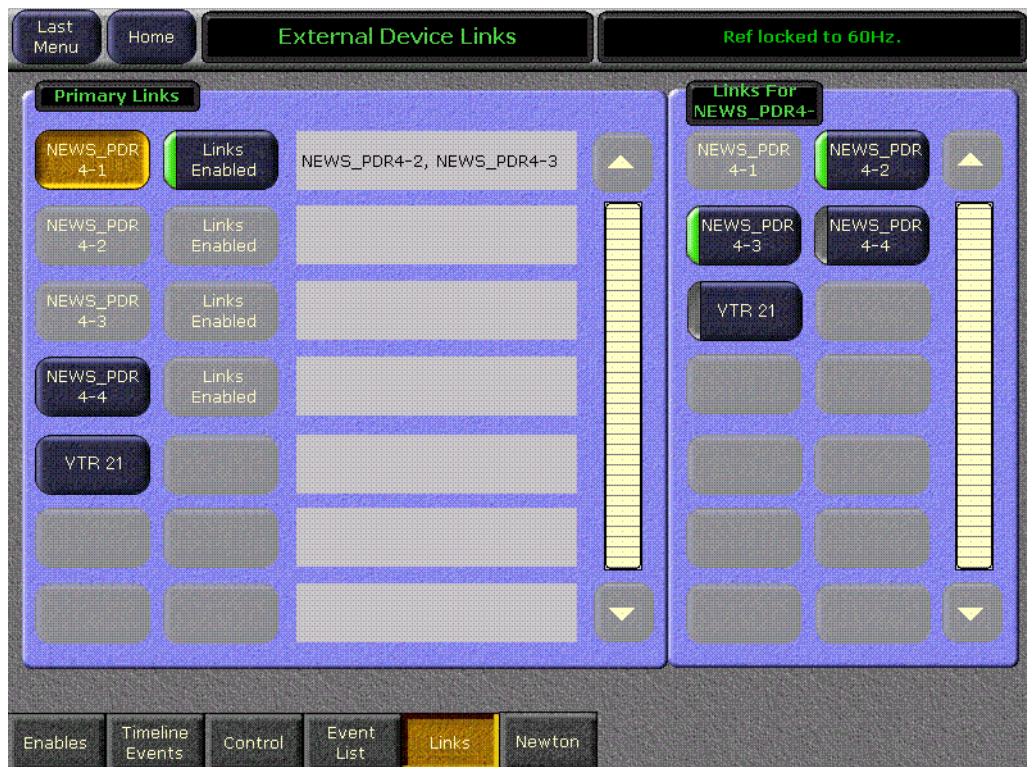 Last
Menu
Home
External Device Links
Ref locked to 60Hz.
Primary Links
NEWS_PDR
4-1
Links
Enabled
NEWS_PDR4-2, NEWS_PDR4-3
NEWS_PDR
4-2
Links
Enabled
NEWS_PDR
4-3
Links
Enabled
NEWS_PDR
4-4
Links
Enabled
VTR 21
Links For
NEWS_PDR4-
NEWS_PDR
4-1
NEWS_PDR
4-2
NEWS_PDR
4-3
NEWS_PDR
4-4
VTR 21
Enables
Timeline
Events
Control
Event
List
Links
Newton